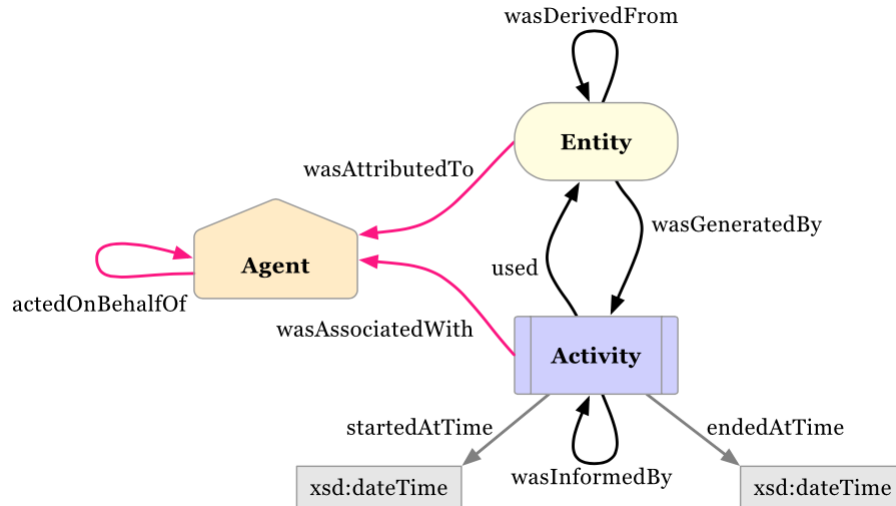 wasDerivedFrom
Entity
wasAttributedTo
wasGeneratedBy
Agent
used
actedOnBehalfOf
wasAssociatedWith
Activity
startedAtTime
endedAtTime
wasInformedBy
xsd:dateTime
xsd:dateTime